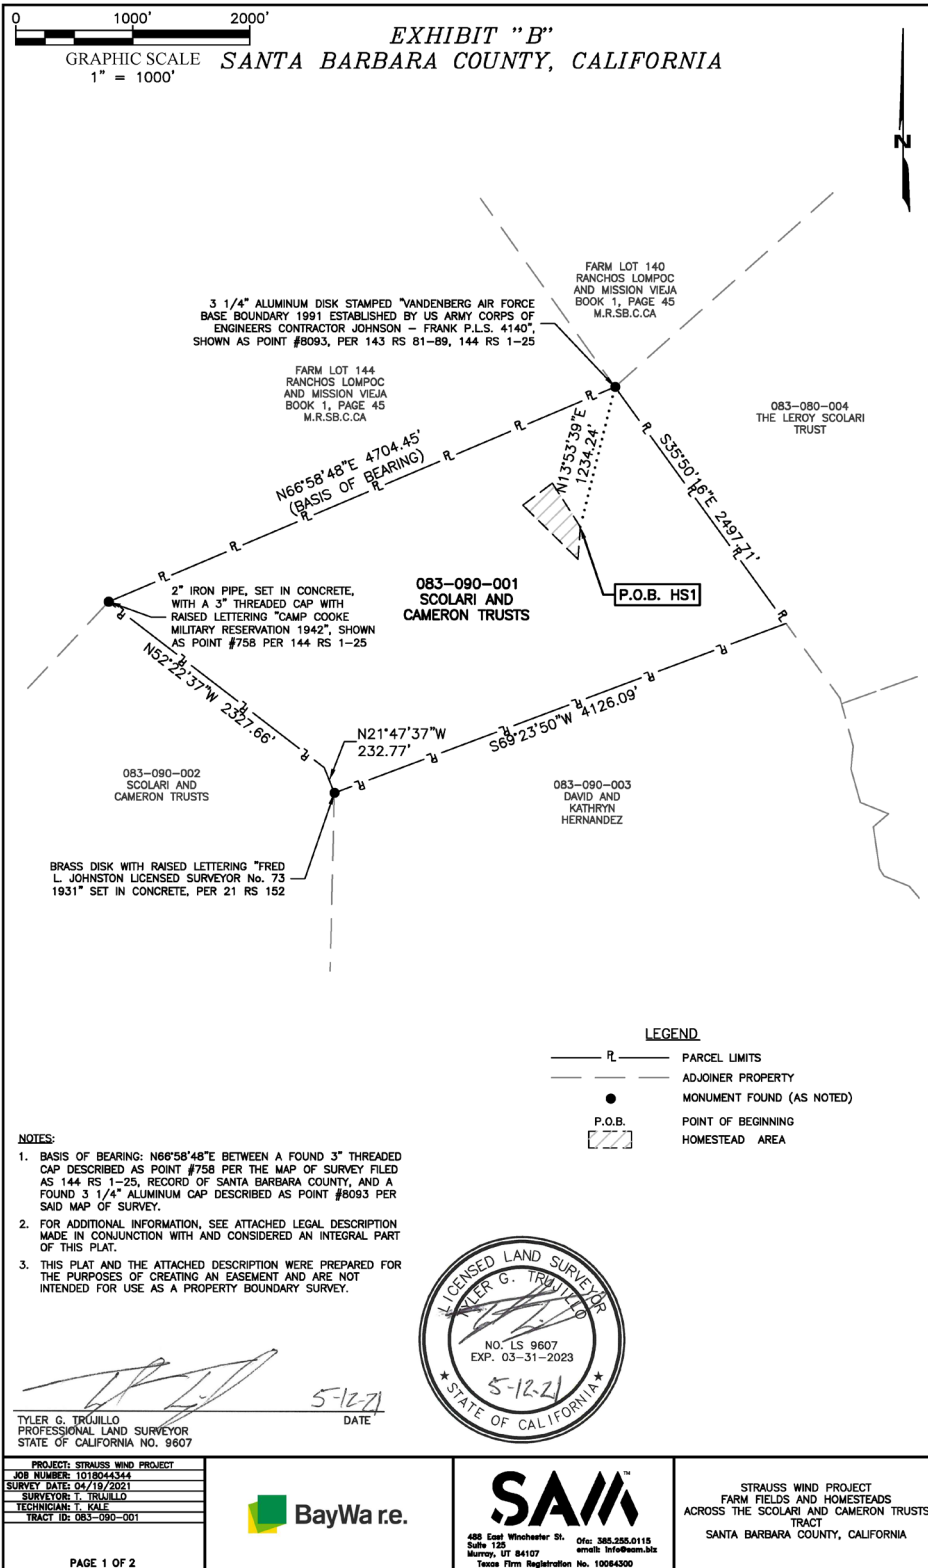 0 1000' 2000'
GRAPHIC SCALE
1" = 1000'
EXHIBIT "B"
SANTA BARBARA COUNTY, CALIFORNIA
N
FARM LOT 140
RANCHOS LOMPOC
AND MISSION VIEJA
BOOK 1, PAGE 45
M.R.SB.C.CA
3 1/4" ALUMINUM DISK STAMPED "VANDENBERG AIR FORCE
BASE BOUNDARY 1991 ESTABLISHED BY US ARMY CORPS OF
ENGINEERS CONTRACTOR JOHNSON – FRANK P.L.S. 4140",
SHOWN AS POINT #8093, PER 143 RS 81-89, 144 RS 1-25
FARM LOT 144
RANCHOS LOMPOC
AND MISSION VIEJA
BOOK 1, PAGE 45
M.R.SB.C.CA
083-080-004
THE LEROY SCOLARI
TRUST
N66°58'48"E 4704.45'
(BASIS OF BEARING)
N13°53'39"E
1234.24'
S35°50'16"E 2497.71'
2" IRON PIPE, SET IN CONCRETE,
WITH A 3" THREADED CAP WITH
RAISED LETTERING "CAMP COOKE
MILITARY RESERVATION 1942", SHOWN
AS POINT #758 PER 144 RS 1-25
083-090-001
SCOLARI AND
CAMERON TRUSTS
P.O.B. HS1
N52°22'37"W 2327.66'
N21°47'37"W
232.77'
S69°23'50"W 4126.09'
083-090-002
SCOLARI AND
CAMERON TRUSTS
083-090-003
DAVID AND
KATHRYN
HERNANDEZ
BRASS DISK WITH RAISED LETTERING "FRED
L. JOHNSTON LICENSED SURVEYOR No. 73
1931" SET IN CONCRETE, PER 21 RS 152
LEGEND
PL PARCEL LIMITS
ADJOINER PROPERTY
MONUMENT FOUND (AS NOTED)
P.O.B. POINT OF BEGINNING
HOMESTEAD AREA
NOTES:
1. BASIS OF BEARING: N66°58'48"E BETWEEN A FOUND 3" THREADED
CAP DESCRIBED AS POINT #758 PER THE MAP OF SURVEY FILED
AS 144 RS 1-25, RECORD OF SANTA BARBARA COUNTY, AND A
FOUND 3 1/4" ALUMINUM CAP DESCRIBED AS POINT #8093 PER
SAID MAP OF SURVEY.
2. FOR ADDITIONAL INFORMATION, SEE ATTACHED LEGAL DESCRIPTION
MADE IN CONJUNCTION WITH AND CONSIDERED AN INTEGRAL PART
OF THIS PLAT.
3. THIS PLAT AND THE ATTACHED DESCRIPTION WERE PREPARED FOR
THE PURPOSES OF CREATING AN EASEMENT AND ARE NOT
INTENDED FOR USE AS A PROPERTY BOUNDARY SURVEY.
LICENSED LAND SURVEYOR
TYLER G. TRUJILLO
NO. LS 9607
EXP. 03-31-2023
5-12-21
STATE OF CALIFORNIA
5-12-21
TYLER G. TRUJILLO DATE
PROFESSIONAL LAND SURVEYOR
STATE OF CALIFORNIA NO. 9607
PROJECT: STRAUSS WIND PROJECT
JOB NUMBER: 1018044344
SURVEY DATE: 04/19/2021
SURVEYOR: T. TRUJILLO
TECHNICIAN: T. KALE
TRACT ID: 083-090-001
PAGE 1 OF 2
BayWa r.e.
SAM™
488 East Winchester St.
Suite 125
Murray, UT 84107
Ofc: 385.255.0115
email: info@sam.biz
Texas Firm Registration No. 10064300
STRAUSS WIND PROJECT
FARM FIELDS AND HOMESTEADS
ACROSS THE SCOLARI AND CAMERON TRUSTS
TRACT
SANTA BARBARA COUNTY, CALIFORNIA